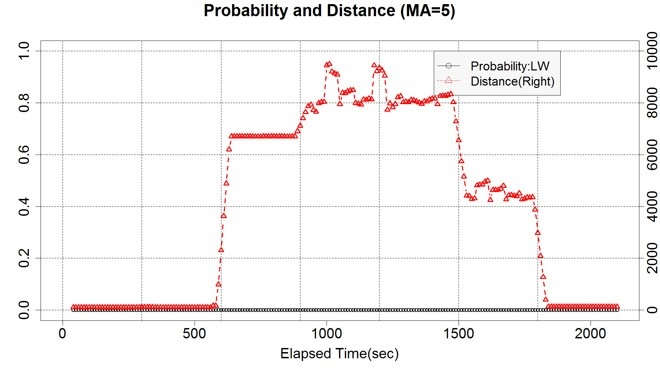 Probability and Distance (MA=5)
Probability:LW
Distance(Right)
1.0
0.8
0.6
0.4
0.2
0.0
10000
8000
6000
4000
2000
0
0 500 1000 1500 2000
Elapsed Time(sec)